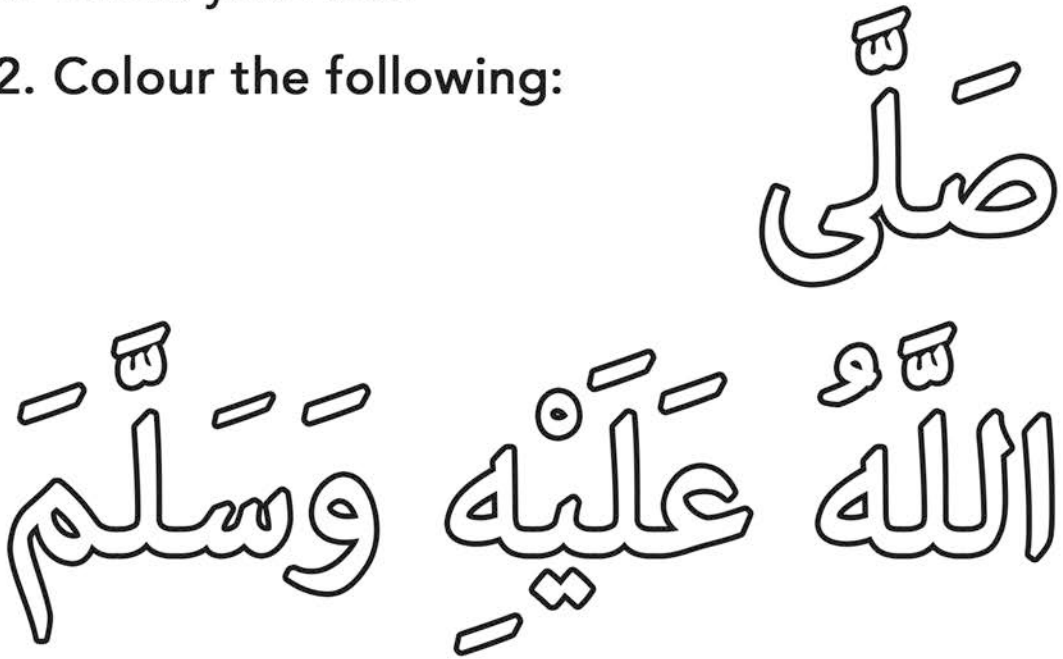 2. Colour the following:
صَلَّى
اللَّهُ عَلَيْهِ وَسَلَّمَ